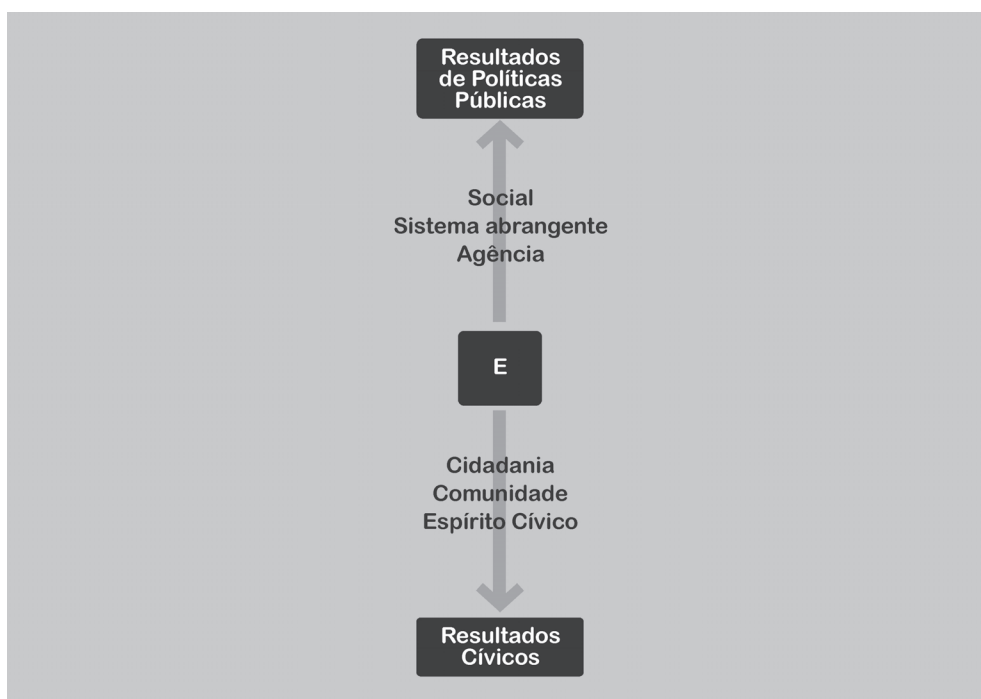 Resultados
de Políticas
Públicas
Social
Sistema abrangente
Agência
E
Cidadania
Comunidade
Espírito Cívico
Resultados
Cívicos